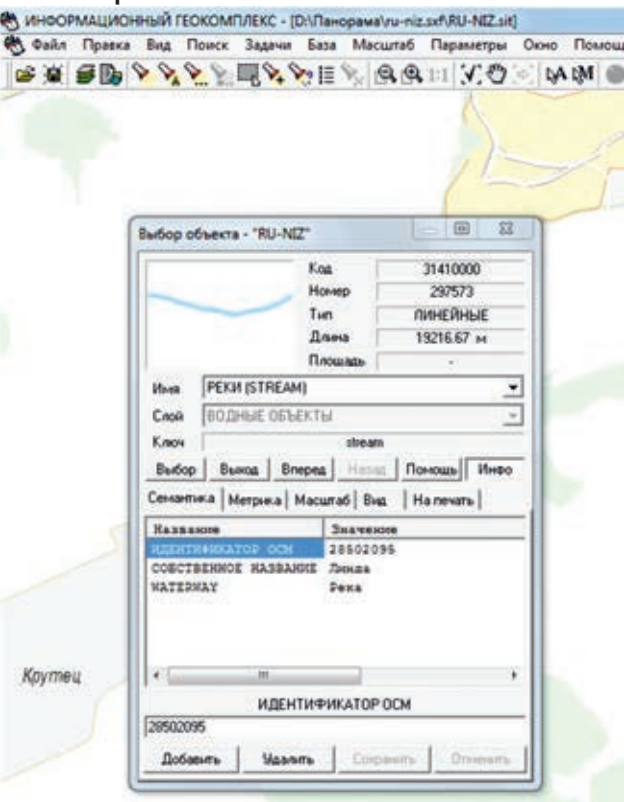 ИНФОРМАЦИОННЫЙ ГЕОКОМПЛЕКС - [D:\Панорама\ru-niz.sxf\RU-NIZ.sit]
Файл Правка Вид Поиск Задачи База Масштаб Параметры Окно Помощ
1:1
Выбор объекта - "RU-NIZ"
Код 31410000
Номер 297573
Тип ЛИНЕЙНЫЕ
Длина 19216.67 м
Площадь -
Имя РЕКИ (STREAM)
Слой ВОДНЫЕ ОБЪЕКТЫ
Ключ stream
Выбор Выход Вперед Назад Помощь Инфо
Семантика Метрика Масштаб Вид На печать
Название Значение
ИДЕНТИФИКАТОР ОСМ 28502095
СОБСТВЕННОЕ НАЗВАНИЕ Линда
WATERWAY Река
Крутец
ИДЕНТИФИКАТОР ОСМ
28502095
Добавить Удалить Сохранить Отменить